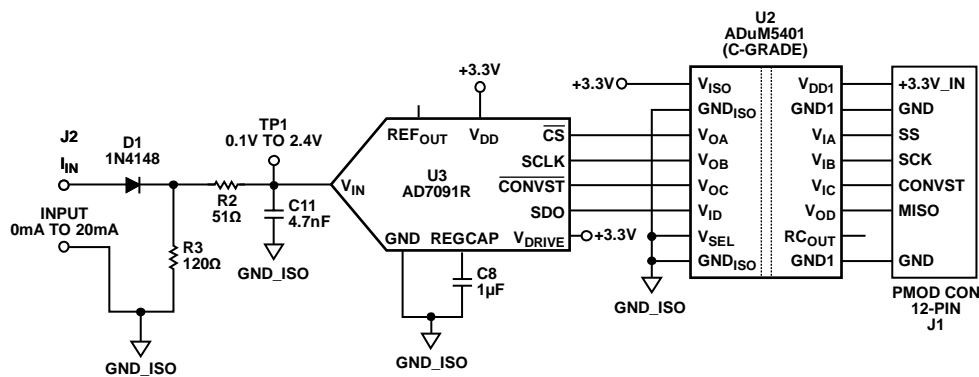 U2
ADuM5401
(C-GRADE)
+3.3V
+3.3V
VISO
VDD1
+3.3V_IN
GNDISO
GND1
GND
J2
IIN
D1
1N4148
TP1
0.1V TO 2.4V
REFOUT
VDD
CS
VOA
VIA
SS
SCLK
VOB
VIB
SCK
U3
AD7091R
VIN
CONVST
VOC
VIC
CONVST
R2
51Ω
C11
4.7nF
SDO
VID
VOD
MISO
INPUT
0mA TO 20mA
R3
120Ω
GND
REGCAP
VDRIVE
+3.3V
VSEL
RCOUT
GNDISO
GND1
GND
GND_ISO
C8
1µF
GND_ISO
PMOD CON
12-PIN
J1
GND_ISO
GND_ISO